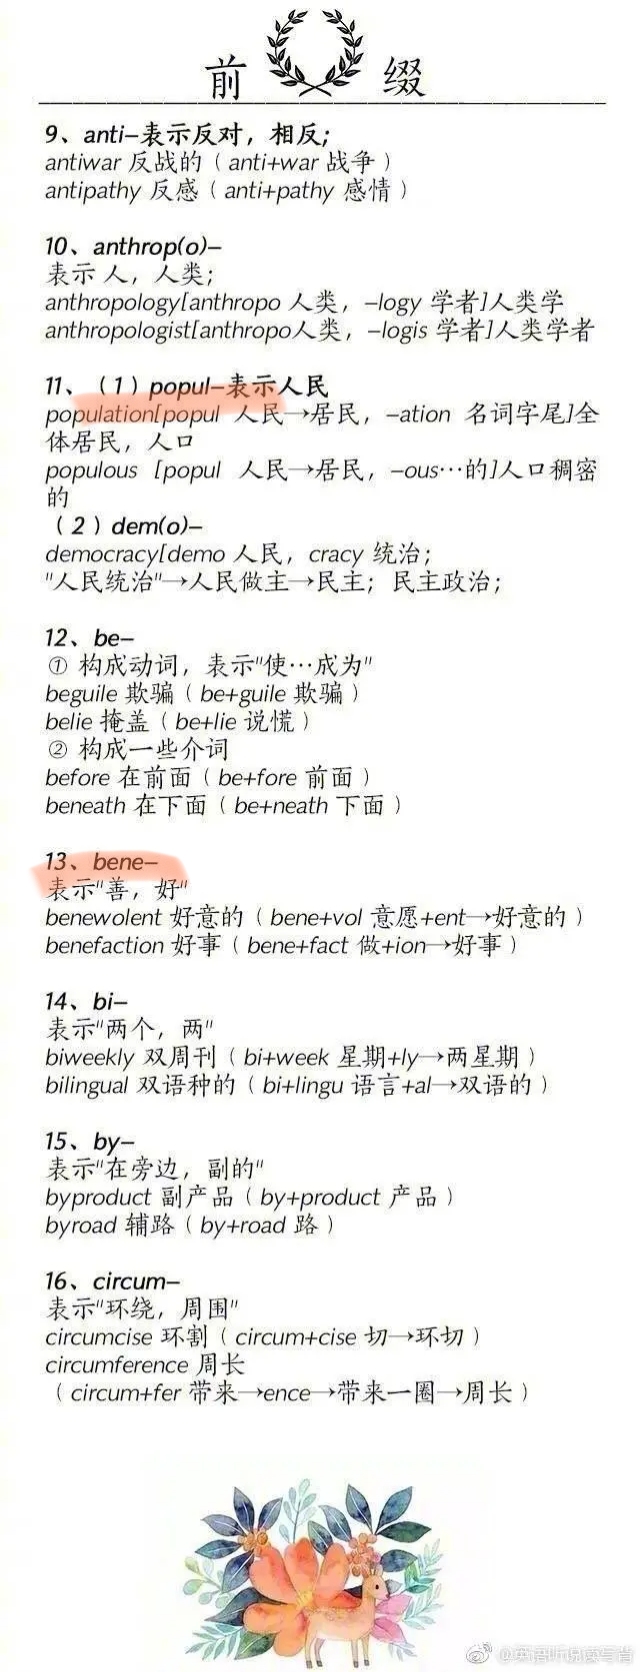 前 缀
9、anti-表示反对，相反;
antiwar 反战的（anti+war 战争）
antipathy 反感（anti+pathy 感情）
10、anthrop(o)-
表示 人，人类;
anthropology[anthropo 人类，-logy 学者]人类学
anthropologist[anthropo人类，-logis 学者]人类学者
11、（1）popul-表示人民
population[popul 人民→居民，-ation 名词字尾]全
体居民，人口
populous [popul 人民→居民，-ous…的]人口稠密
的
（2）dem(o)-
democracy[demo 人民，cracy 统治；
"人民统治"→人民做主→民主；民主政治；
12、be-
① 构成动词，表示"使…成为"
beguile 欺骗（be+guile 欺骗）
belie 掩盖（be+lie 说慌）
② 构成一些介词
before 在前面（be+fore 前面）
beneath 在下面（be+neath 下面）
13、bene-
表示"善，好"
benewolent 好意的（bene+vol 意愿+ent→好意的）
benefaction 好事（bene+fact 做+ion→好事）
14、bi-
表示"两个，两"
biweekly 双周刊（bi+week 星期+ly→两星期）
bilingual 双语种的（bi+lingu 语言+al→双语的）
15、by-
表示"在旁边，副的"
byproduct 副产品（by+product 产品）
byroad 辅路（by+road 路）
16、circum-
表示"环绕，周围"
circumcise 环割（circum+cise 切→环切）
circumference 周长
（circum+fer 带来→ence→带来一圈→周长）
@英语听说读写官